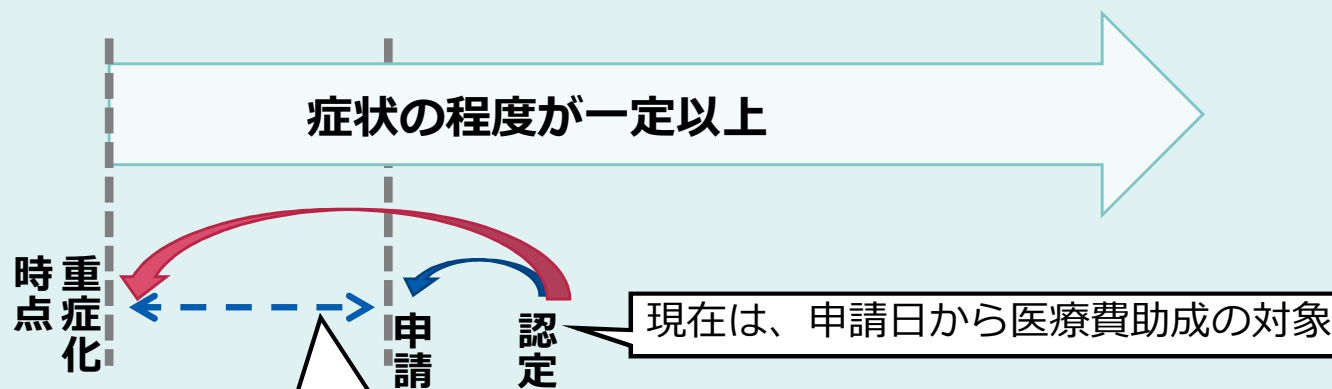 症状の程度が一定以上
重症化
時点
申請
認定
現在は、申請日から医療費助成の対象